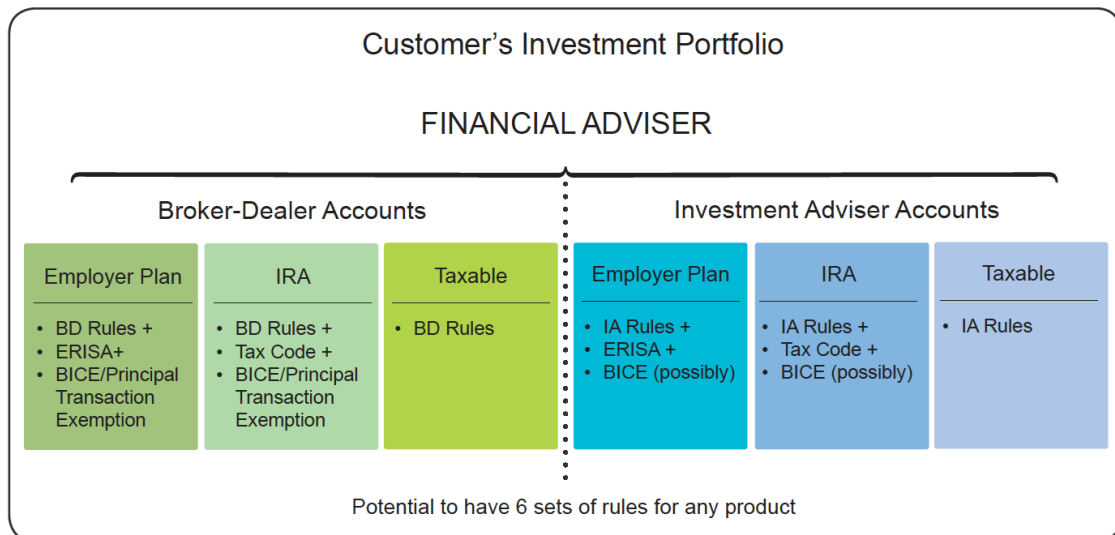 Customer’s Investment Portfolio
FINANCIAL ADVISER
Broker-Dealer Accounts
Investment Adviser Accounts
Employer Plan
• BD Rules +
• ERISA+
• BICE/Principal
Transaction
Exemption
IRA
• BD Rules +
• Tax Code +
• BICE/Principal
Transaction
Exemption
Taxable
• BD Rules
Employer Plan
• IA Rules +
• ERISA +
• BICE (possibly)
IRA
• IA Rules +
• Tax Code +
• BICE (possibly)
Taxable
• IA Rules
Potential to have 6 sets of rules for any product